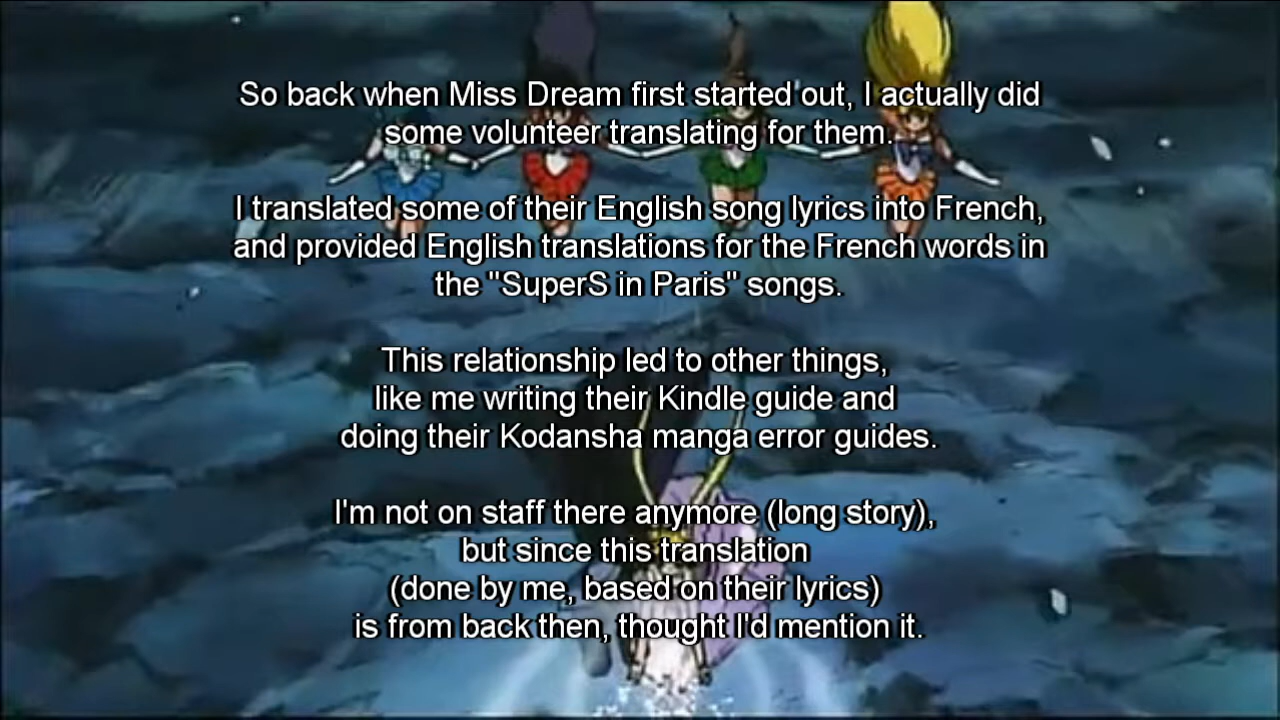 So back when Miss Dream first started out, I actually did
some volunteer translating for them.
I translated some of their English song lyrics into French,
and provided English translations for the French words in
the "SuperS in Paris" songs.
This relationship led to other things,
like me writing their Kindle guide and
doing their Kodansha manga error guides.
I'm not on staff there anymore (long story),
but since this translation
(done by me, based on their lyrics)
is from back then, thought I'd mention it.